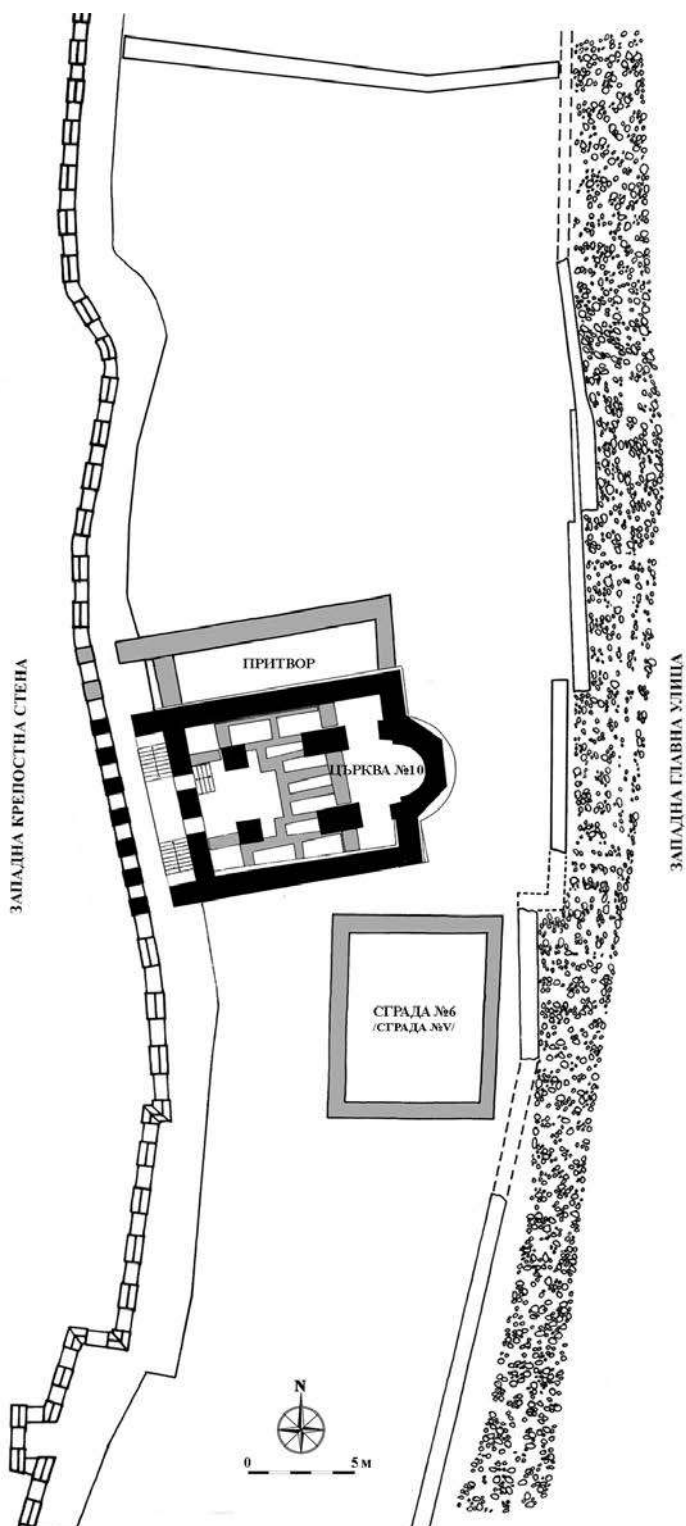 ПРИТВОР
ЦЪРКВА №10
ЗАПАДНА КРЕПОСТНА СТЕНА
ЗАПАДНА ГЛАВНА УЛИЦА
СГРАДА №6
/СГРАДА №V/
N
0 5 м